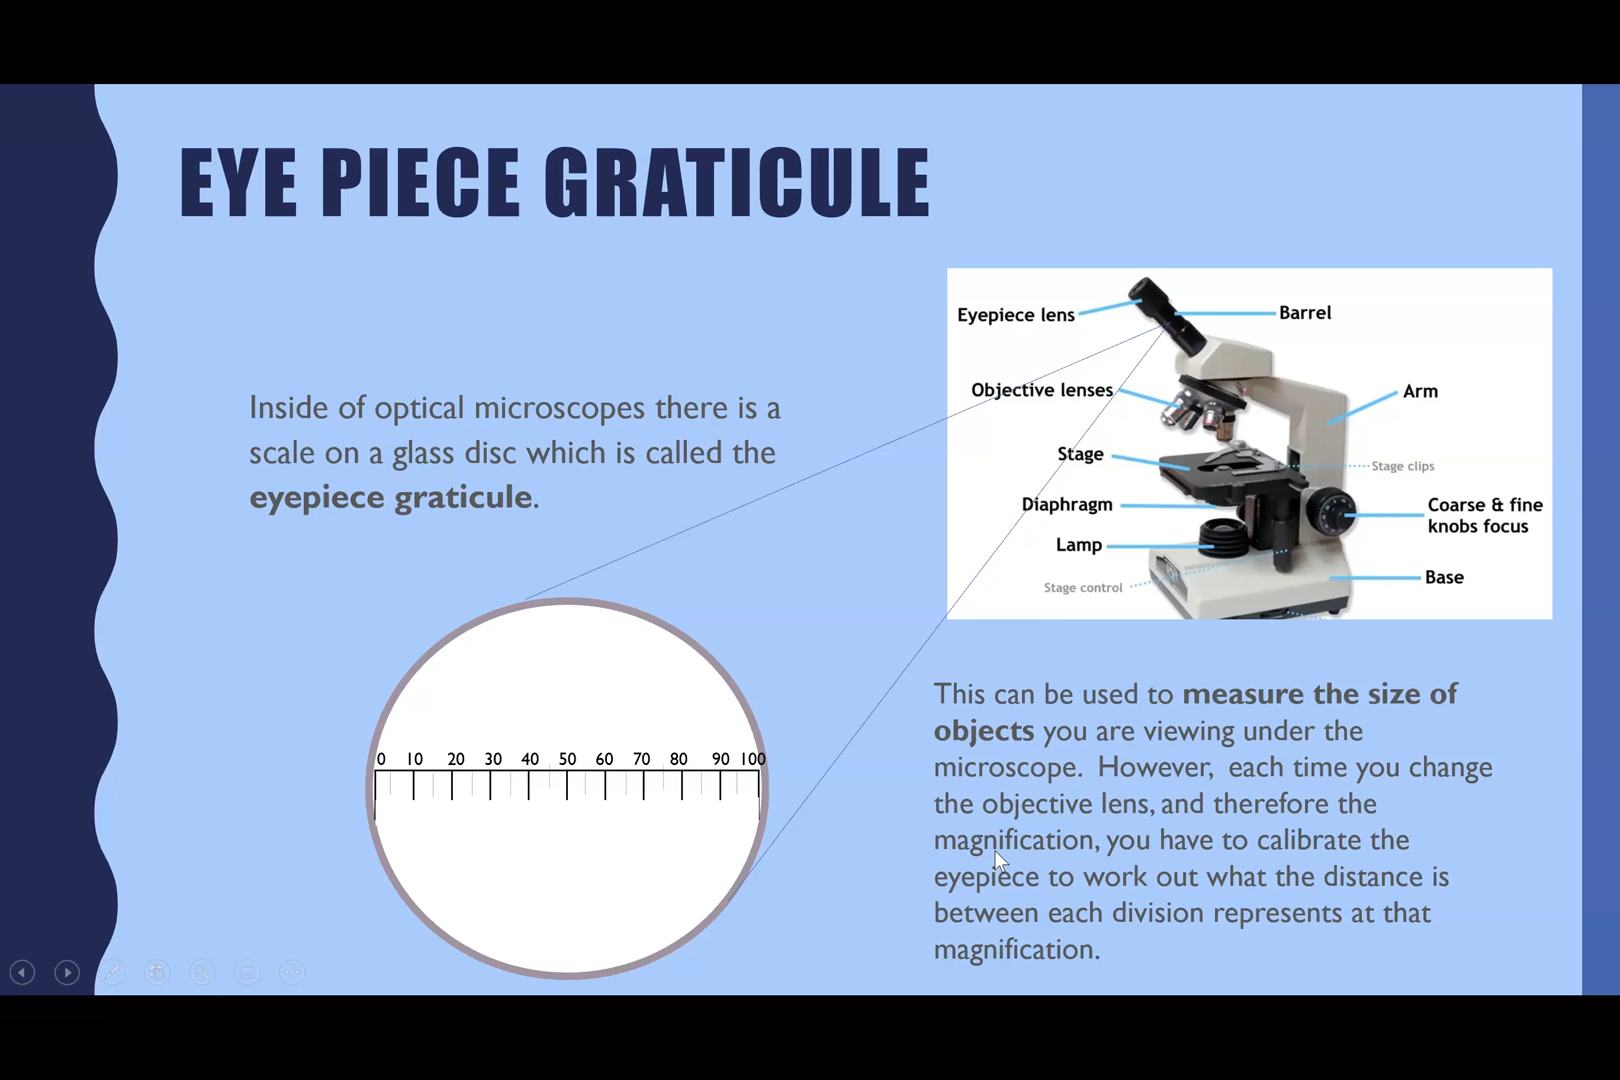 EYE PIECE GRATICULE
Inside of optical microscopes there is a
scale on a glass disc which is called the
eyepiece graticule.
0 10 20 30 40 50 60 70 80 90 100
Eyepiece lens
Barrel
Objective lenses
Arm
Stage
Stage clips
Diaphragm
Coarse & fine
knobs focus
Lamp
Stage control
Base
This can be used to measure the size of
objects you are viewing under the
microscope. However, each time you change
the objective lens, and therefore the
magnification, you have to calibrate the
eyepiece to work out what the distance is
between each division represents at that
magnification.